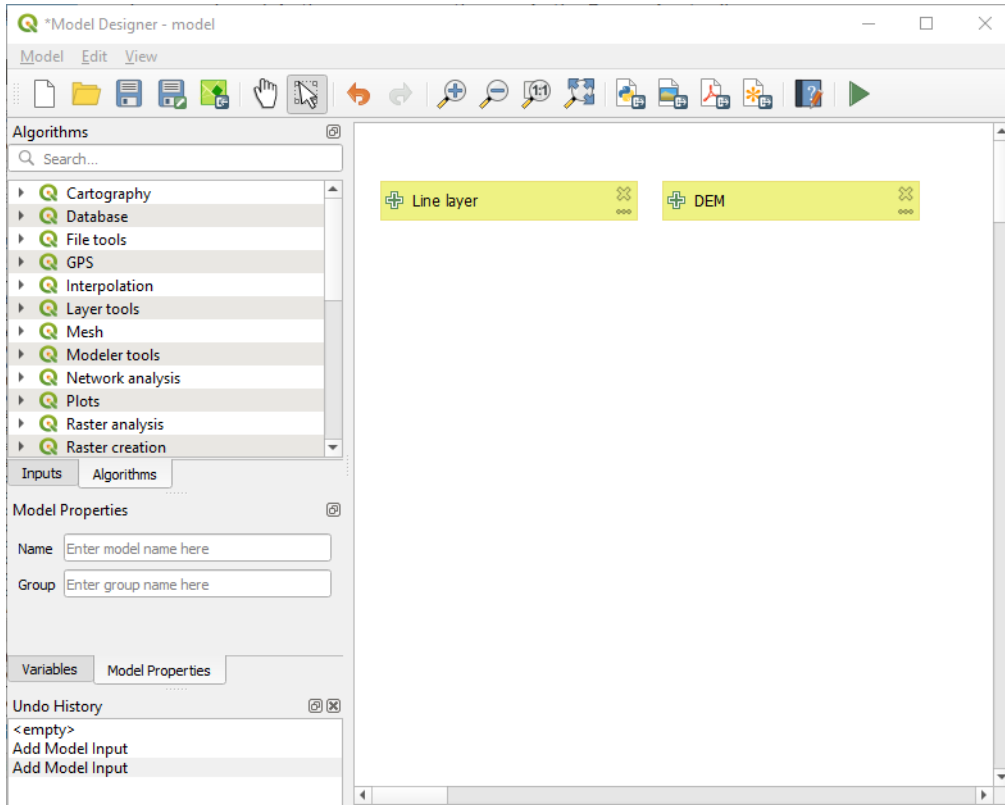 *Model Designer - model
Model Edit View
1:1
Algorithms
Search...
Cartography
Database
File tools
GPS
Interpolation
Layer tools
Mesh
Modeler tools
Network analysis
Plots
Raster analysis
Raster creation
Inputs Algorithms
Model Properties
Name Enter model name here
Group Enter group name here
Variables Model Properties
Undo History
<empty>
Add Model Input
Add Model Input
Line layer
DEM